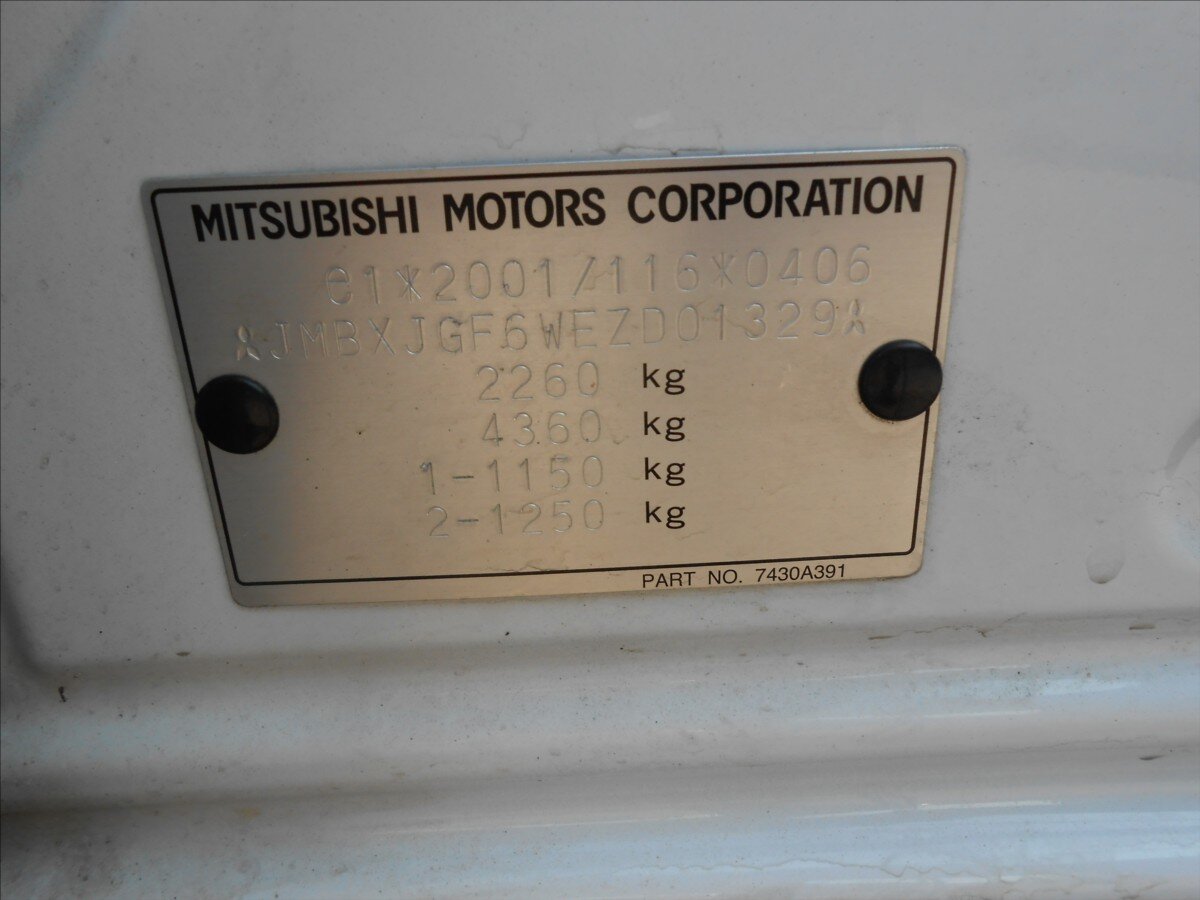 MITSUBISHI MOTORS CORPORATION
e1*2001/116*0406
JMBXJGF6WEZD01329
2260 kg
4360 kg
1-1150 kg
2-1250 kg
PART NO. 7430A391